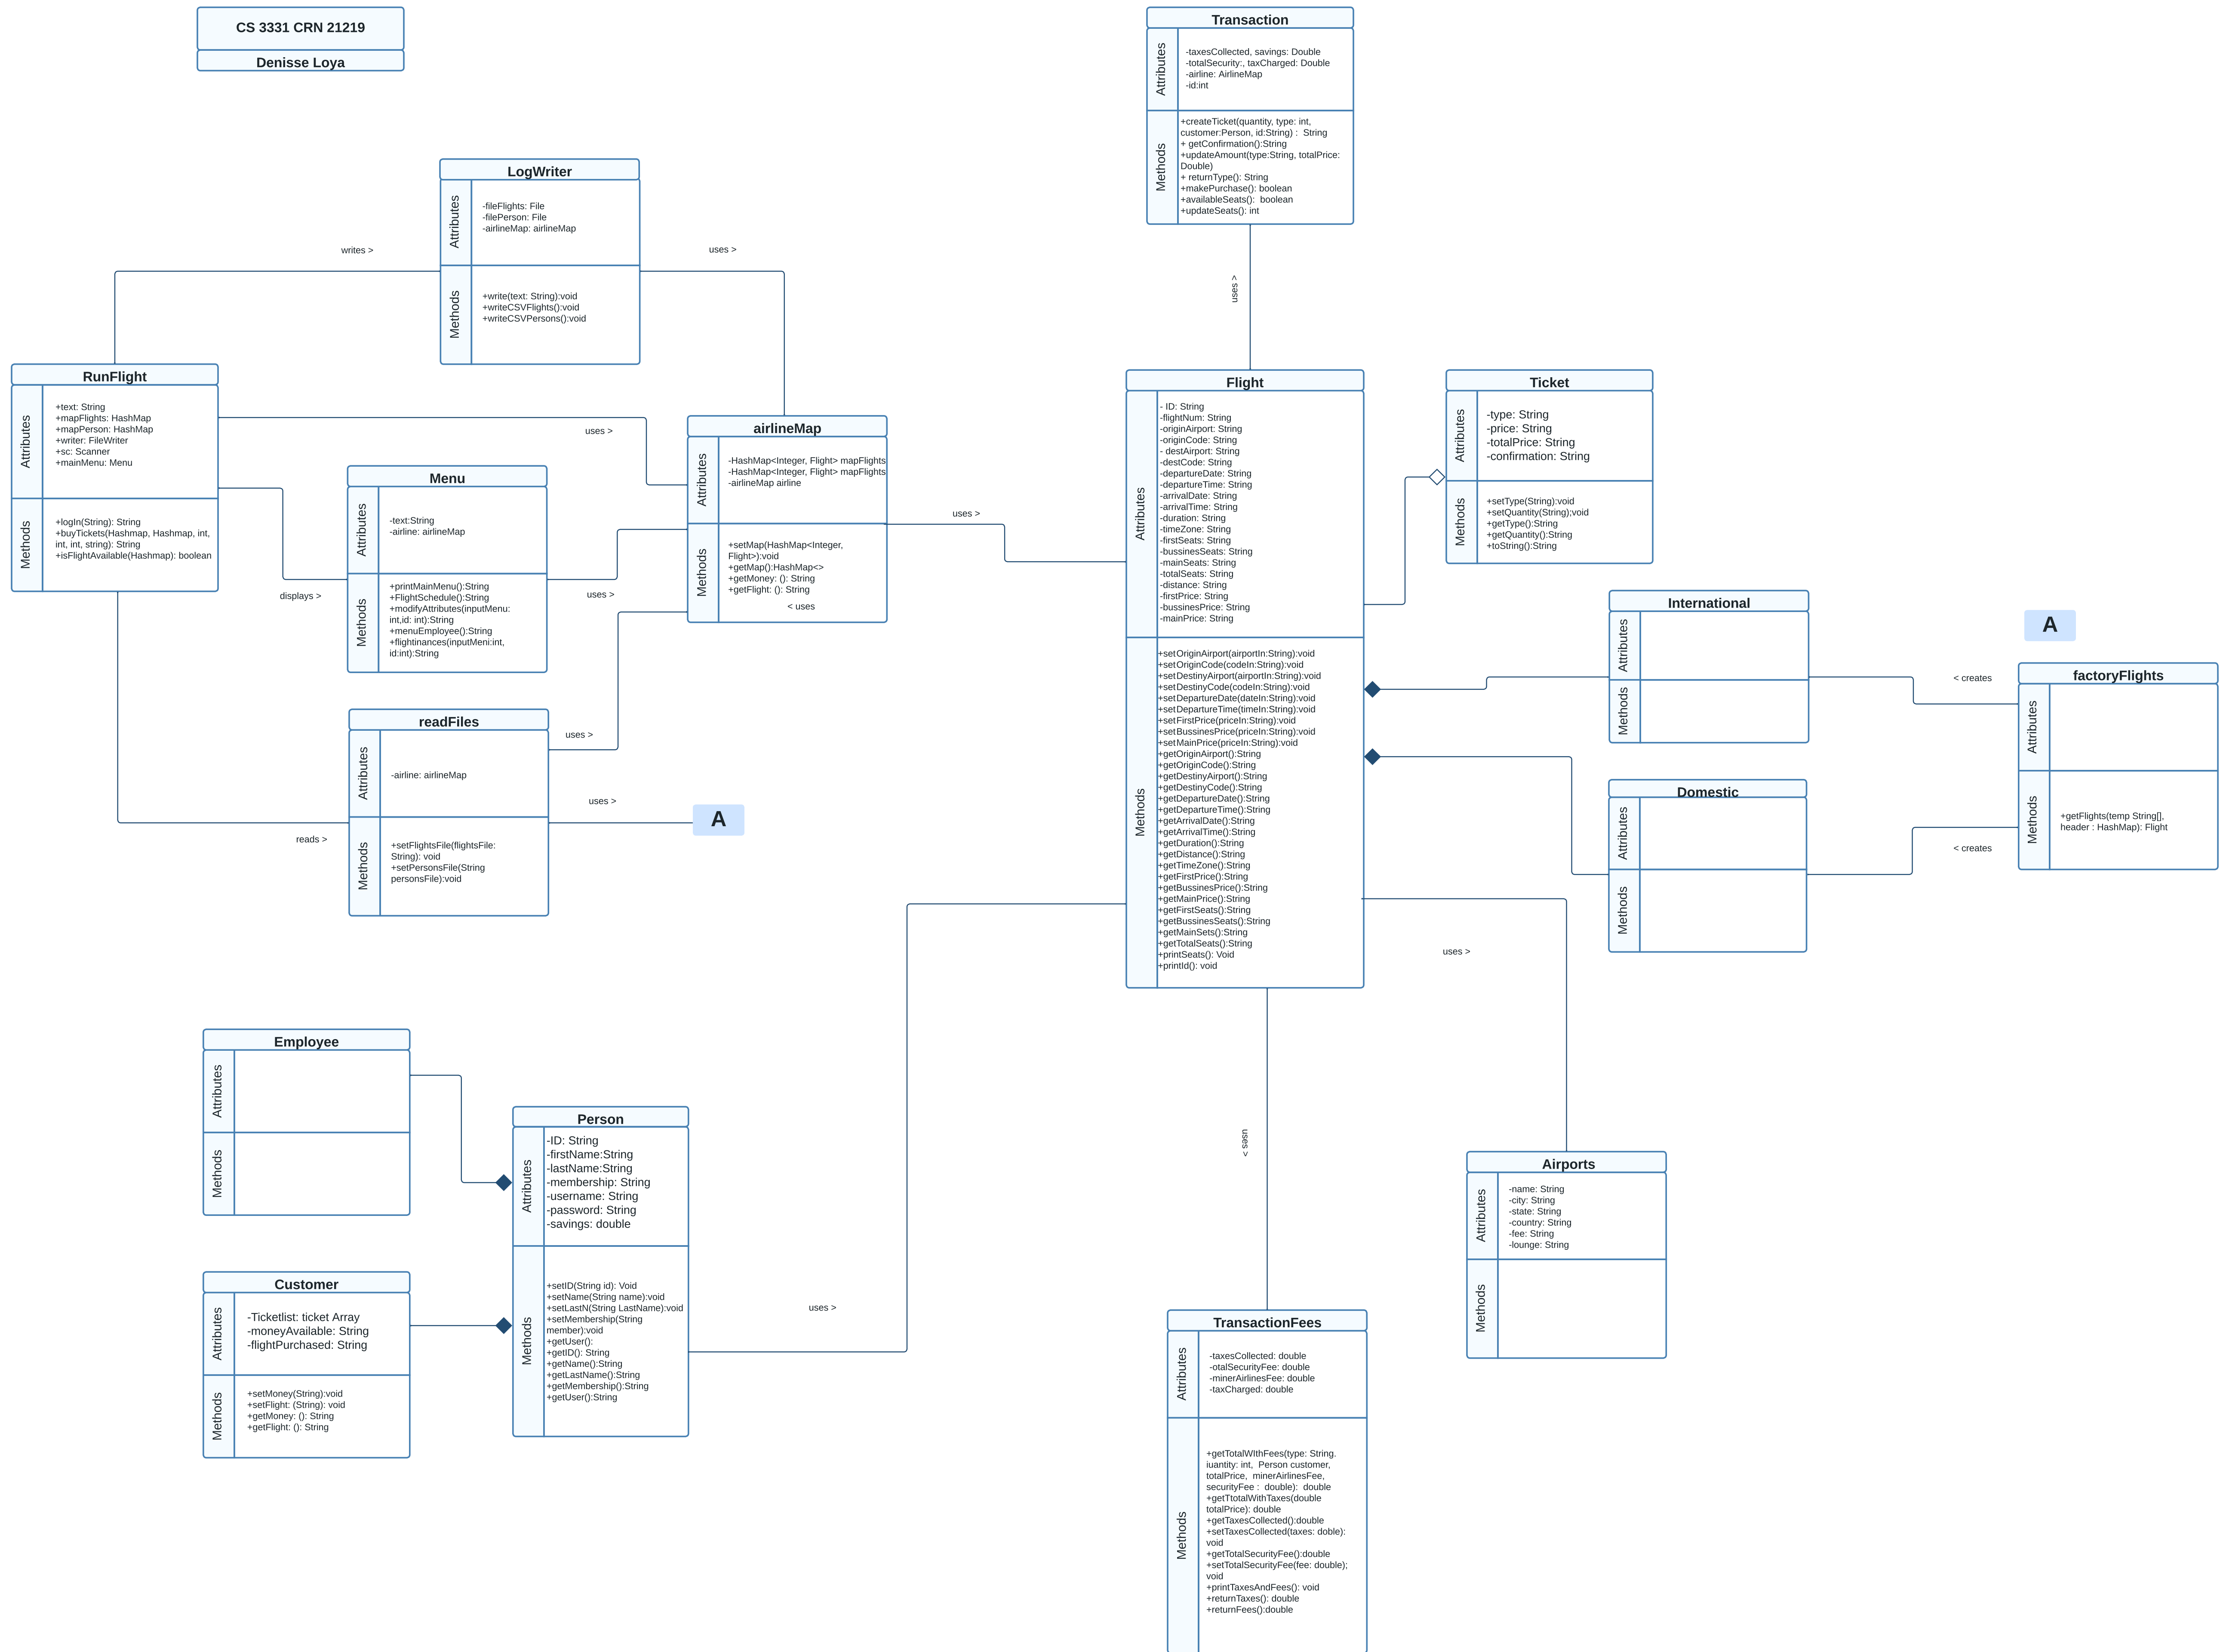 CS 3331 CRN 21219
Denisse Loya
Transaction
Attributes
-taxesCollected, savings: Double
-totalSecurity:, taxCharged: Double
-airline: AirlineMap
-id:int
Methods
+createTicket(quantity, type: int,
customer:Person, id:String) :  String
+ getConfirmation():String
+updateAmount(type:String, totalPrice:
Double)
+ returnType(): String
+makePurchase(): boolean
+availableSeats():  boolean
+updateSeats(): int
uses >
LogWriter
Attributes
-fileFlights: File
-filePerson: File
-airlineMap: airlineMap
Methods
+write(text: String):void
+writeCSVFlights():void
+writeCSVPersons():void
writes >
uses >
RunFlight
Attributes
+text: String
+mapFlights: HashMap
+mapPerson: HashMap
+writer: FileWriter
+sc: Scanner
+mainMenu: Menu
Methods
+logIn(String): String
+buyTickets(Hashmap, Hashmap, int,
int, int, string): String
+isFlightAvailable(Hashmap): boolean
uses >
displays >
reads >
Menu
Attributes
-text:String
-airline: airlineMap
Methods
+printMainMenu():String
+FlightSchedule():String
+modifyAttributes(inputMenu:
int,id: int):String
+menuEmployee():String
+flightinances(inputMeni:int,
id:int):String
uses >
airlineMap
Attributes
-HashMap<Integer, Flight> mapFlights
-HashMap<Integer, Flight> mapFlights
-airlineMap airline
Methods
+setMap(HashMap<Integer,
Flight>):void
+getMap():HashMap<>
+getMoney: (): String
+getFlight: (): String
< uses
uses >
readFiles
Attributes
-airline: airlineMap
Methods
+setFlightsFile(flightsFile:
String): void
+setPersonsFile(String
personsFile):void
uses >
uses >
A
Flight
Attributes
- ID: String
-flightNum: String
-originAirport: String
-originCode: String
- destAirport: String
-destCode: String
-departureDate: String
-departureTime: String
-arrivalDate: String
-arrivalTime: String
-duration: String
-timeZone: String
-firstSeats: String
-bussinesSeats: String
-mainSeats: String
-totalSeats: String
-distance: String
-firstPrice: String
-bussinesPrice: String
-mainPrice: String
Methods
+setOriginAirport(airportIn:String):void
+setOriginCode(codeIn:String):void
+setDestinyAirport(airportIn:String):void
+setDestinyCode(codeIn:String):void
+setDepartureDate(dateIn:String):void
+setDepartureTime(timeIn:String):void
+setFirstPrice(priceIn:String):void
+setBussinesPrice(priceIn:String):void
+setMainPrice(priceIn:String):void
+getOriginAirport():String
+getOriginCode():String
+getDestinyAirport():String
+getDestinyCode():String
+getDepartureDate():String
+getDepartureTime():String
+getArrivalDate():String
+getArrivalTime():String
+getDuration():String
+getDistance():String
+getTimeZone():String
+getFirstPrice():String
+getBussinesPrice():String
+getMainPrice():String
+getFirstSeats():String
+getBussinesSeats():String
+getMainSets():String
+getTotalSeats():String
+printSeats(): Void
+printId(): void
Ticket
Attributes
-type: String
-price: String
-totalPrice: String
-confirmation: String
Methods
+setType(String):void
+setQuantity(String);void
+getType():String
+getQuantity():String
+toString():String
International
Attributes
Methods
< creates
A
factoryFlights
Attributes
Methods
+getFlights(temp String[],
header : HashMap): Flight
Domestic
Attributes
Methods
< creates
uses >
Employee
Attributes
Methods
Person
Attributes
-ID: String
-firstName:String
-lastName:String
-membership: String
-username: String
-password: String
-savings: double
Methods
+setID(String id): Void
+setName(String name):void
+setLastN(String LastName):void
+setMembership(String
member):void
+getUser():
+getID(): String
+getName():String
+getLastName():String
+getMembership():String
+getUser():String
uses >
Customer
Attributes
-Ticketlist: ticket Array
-moneyAvailable: String
-flightPurchased: String
Methods
+setMoney(String):void
+setFlight: (String): void
+getMoney: (): String
+getFlight: (): String
uses >
Airports
Attributes
-name: String
-city: String
-state: String
-country: String
-fee: String
-lounge: String
Methods
TransactionFees
Attributes
-taxesCollected: double
-otalSecurityFee: double
-minerAirlinesFee: double
-taxCharged: double
Methods
+getTotalWIthFees(type: String.
iuantity: int,  Person customer,
totalPrice,  minerAirlinesFee,
securityFee :  double):  double
+getTtotalWithTaxes(double
totalPrice): double
+getTaxesCollected():double
+setTaxesCollected(taxes: doble):
void
+getTotalSecurityFee():double
+setTotalSecurityFee(fee: double);
void
+printTaxesAndFees(): void
+returnTaxes(): double
+returnFees():double